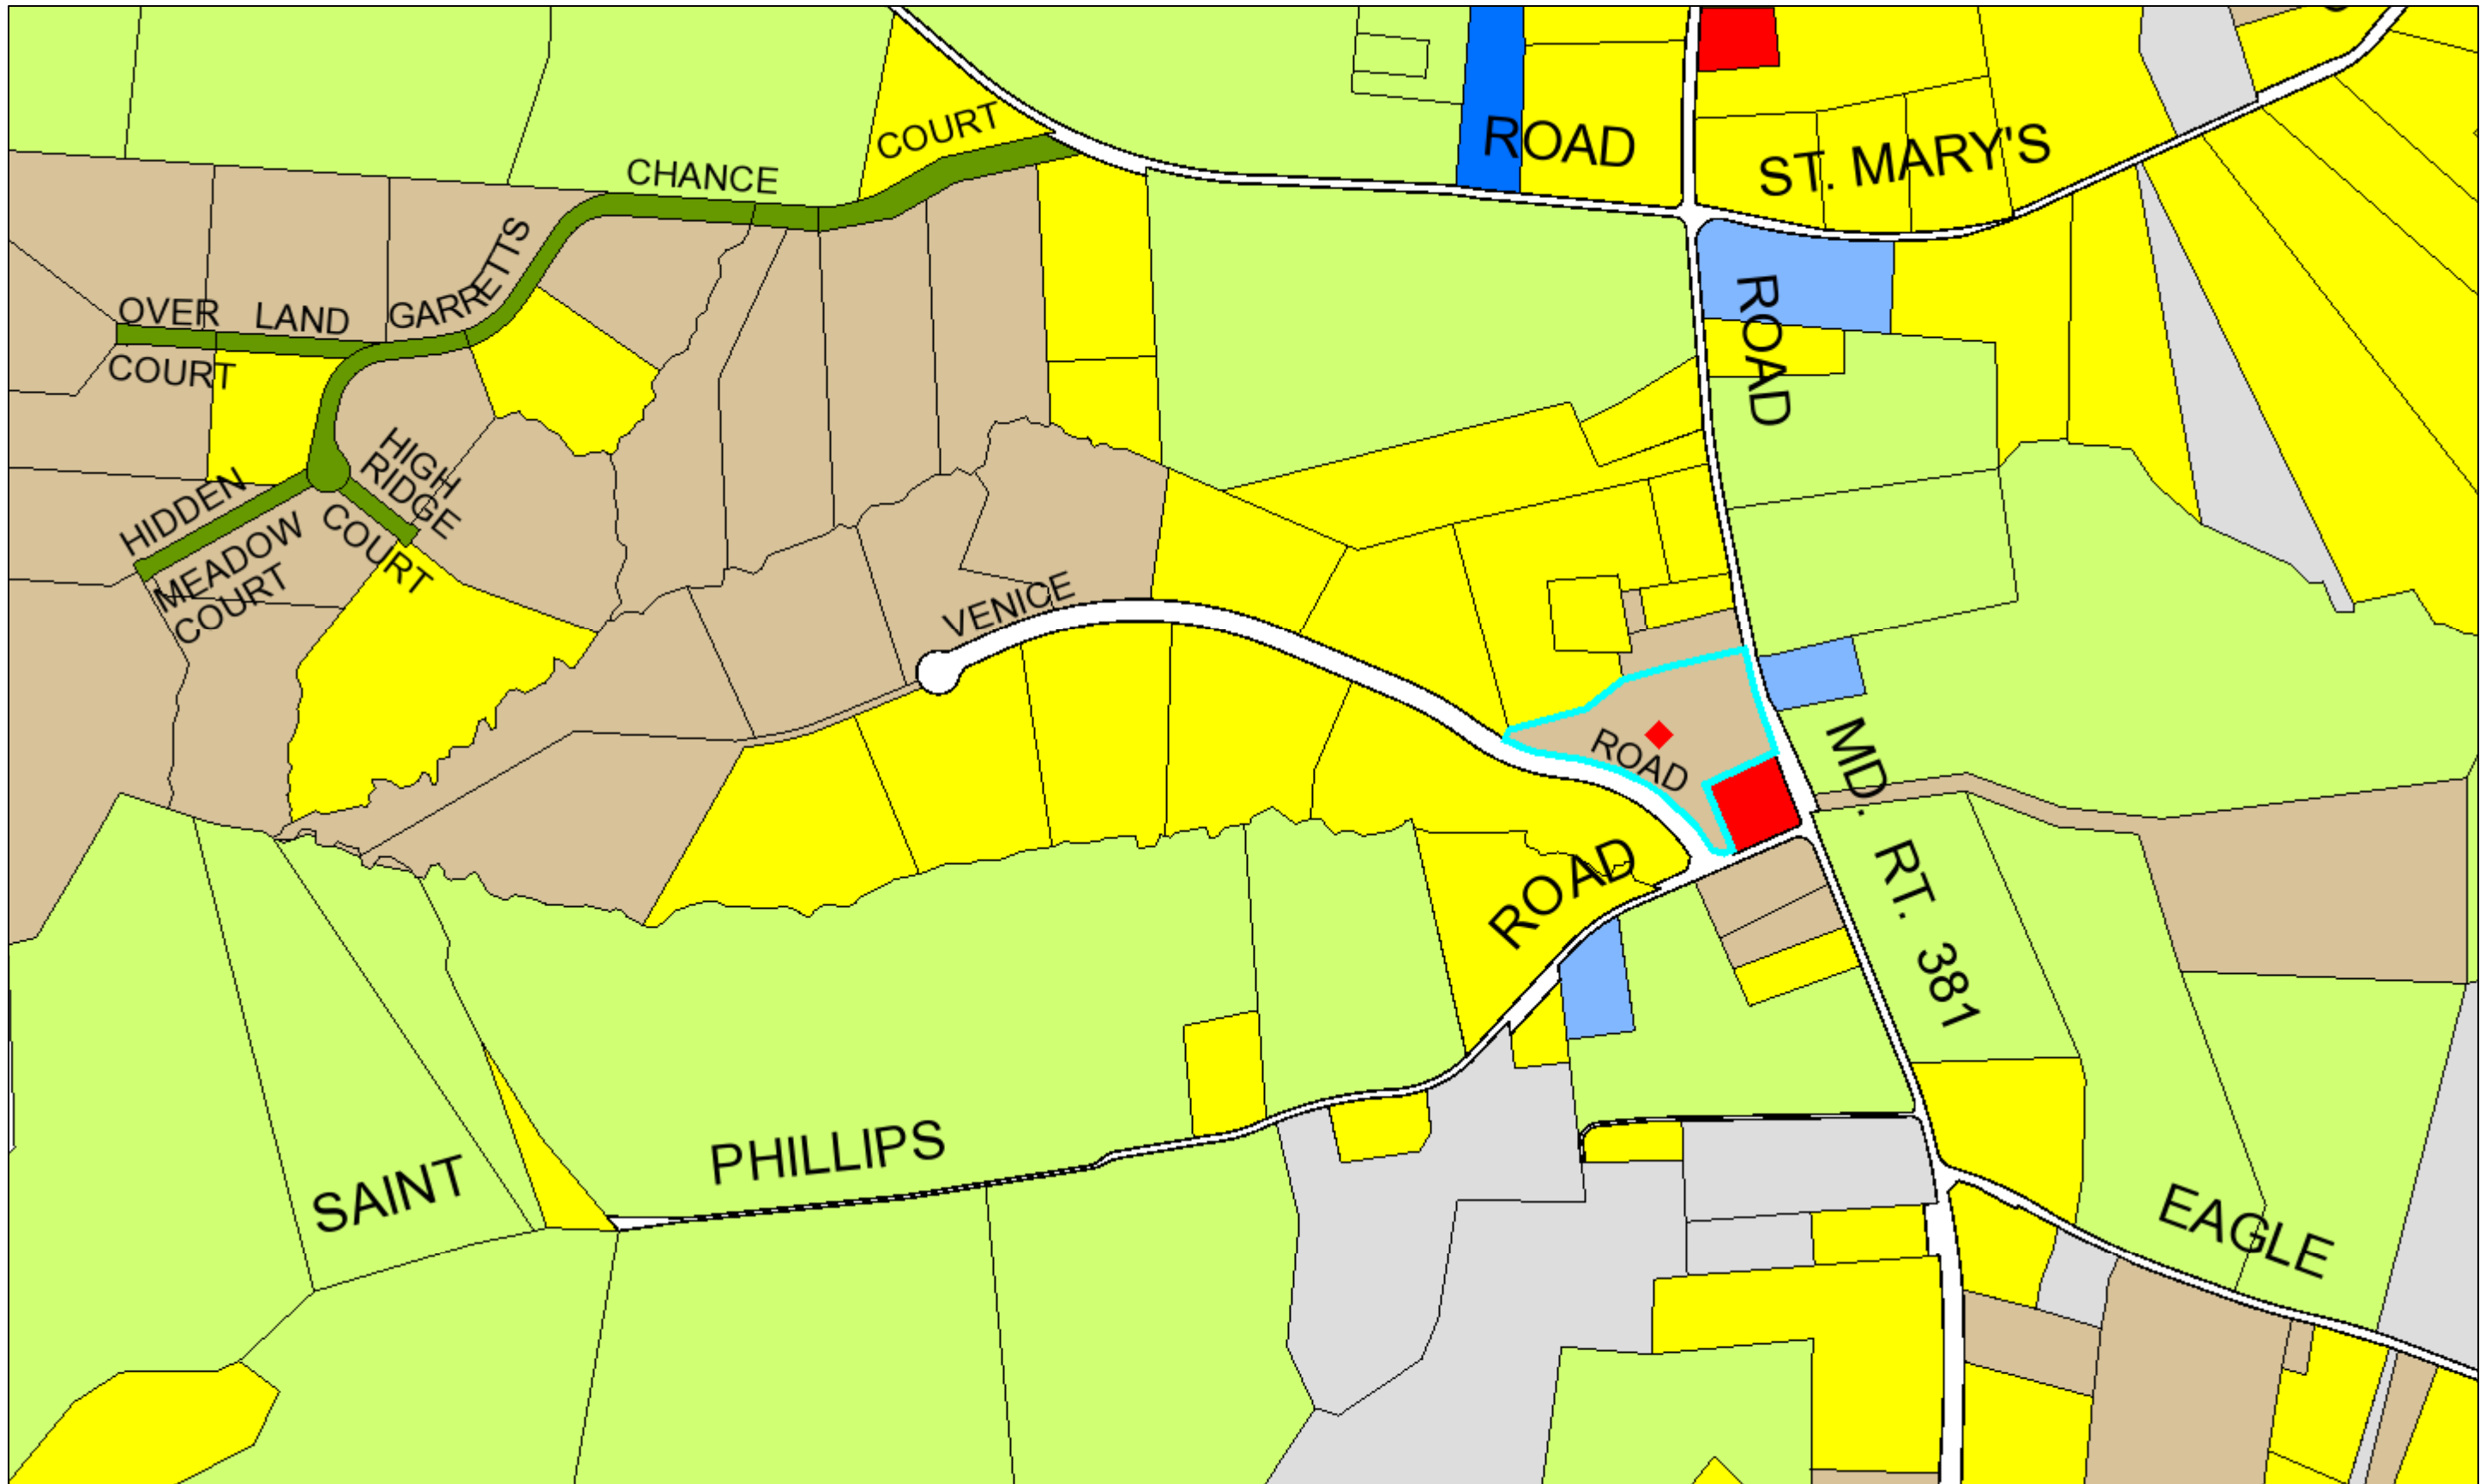 COURT
CHANCE
ROAD
ST. MARY'S
GARRETTS
OVER LAND
COURT
ROAD
HIGH
RIDGE
COURT
HIDDEN
MEADOW
COURT
VENICE
ROAD
MD. RT. 381
ROAD
PHILLIPS
SAINT
EAGLE